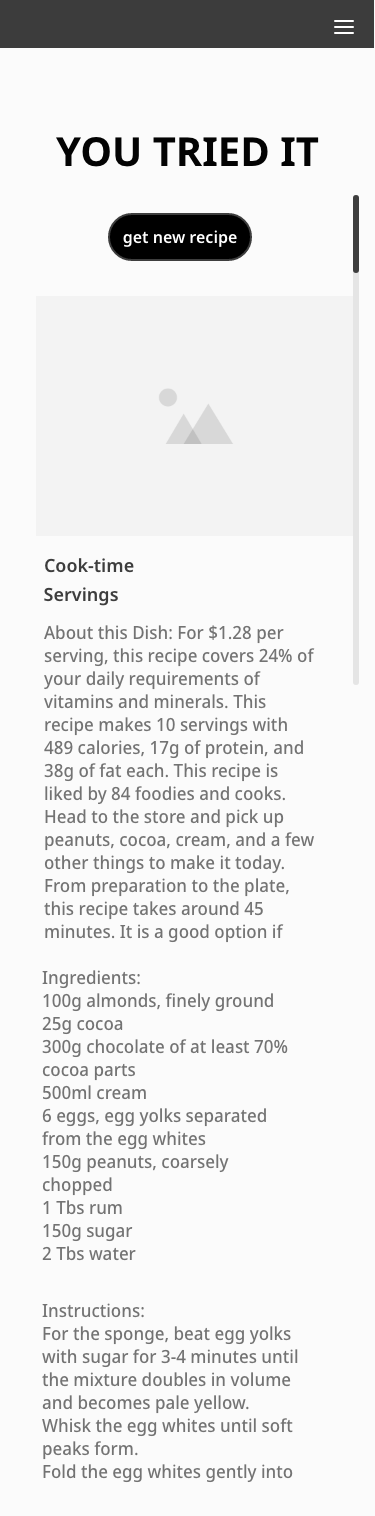 YOU TRIED IT
get new recipe
Cook-time
Servings
About this Dish: For $1.28 per
serving, this recipe covers 24% of
your daily requirements of
vitamins and minerals. This
recipe makes 10 servings with
489 calories, 17g of protein, and
38g of fat each. This recipe is
liked by 84 foodies and cooks.
Head to the store and pick up
peanuts, cocoa, cream, and a few
other things to make it today.
From preparation to the plate,
this recipe takes around 45
minutes. It is a good option if
Ingredients:
100g almonds, finely ground
25g cocoa
300g chocolate of at least 70%
cocoa parts
500ml cream
6 eggs, egg yolks separated
from the egg whites
150g peanuts, coarsely
chopped
1 Tbs rum
150g sugar
2 Tbs water
Instructions:
For the sponge, beat egg yolks
with sugar for 3-4 minutes until
the mixture doubles in volume
and becomes pale yellow.
Whisk the egg whites until soft
peaks form.
Fold the egg whites gently into